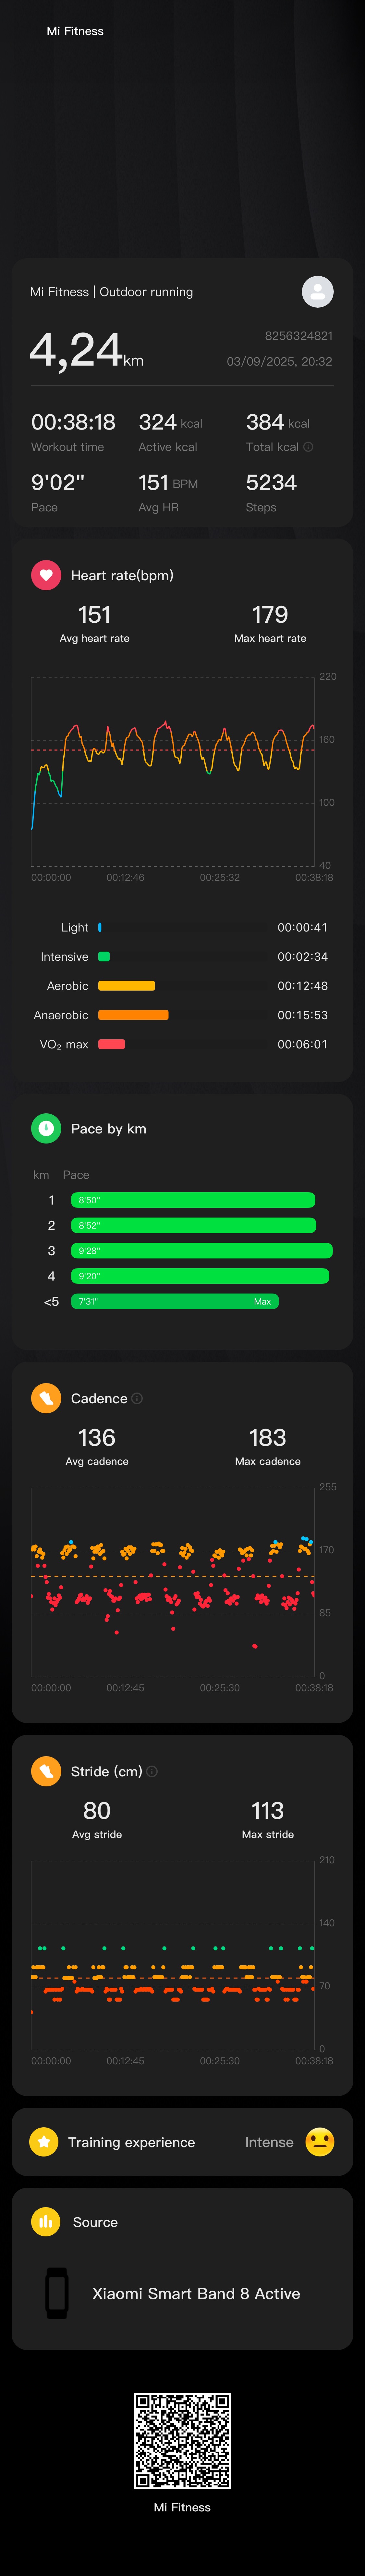 Mi Fitness
Mi Fitness | Outdoor running
4,24km
8256324821
03/09/2025, 20:32
00:38:18 324 kcal 384 kcal
Workout time Active kcal Total kcal
9'02" 151 BPM 5234
Pace Avg HR Steps
Heart rate(bpm)
151 179
Avg heart rate Max heart rate
220
160
100
40
00:00:00 00:12:46 00:25:32 00:38:18
Light 00:00:41
Intensive 00:02:34
Aerobic 00:12:48
Anaerobic 00:15:53
VO₂ max 00:06:01
Pace by km
km Pace
1 8'50"
2 8'52"
3 9'28"
4 9'20"
<5 7'31" Max
Cadence
136 183
Avg cadence Max cadence
255
170
85
0
00:00:00 00:12:45 00:25:30 00:38:18
Stride (cm)
80 113
Avg stride Max stride
210
140
70
0
00:00:00 00:12:45 00:25:30 00:38:18
Training experience Intense
Source
Xiaomi Smart Band 8 Active
Mi Fitness